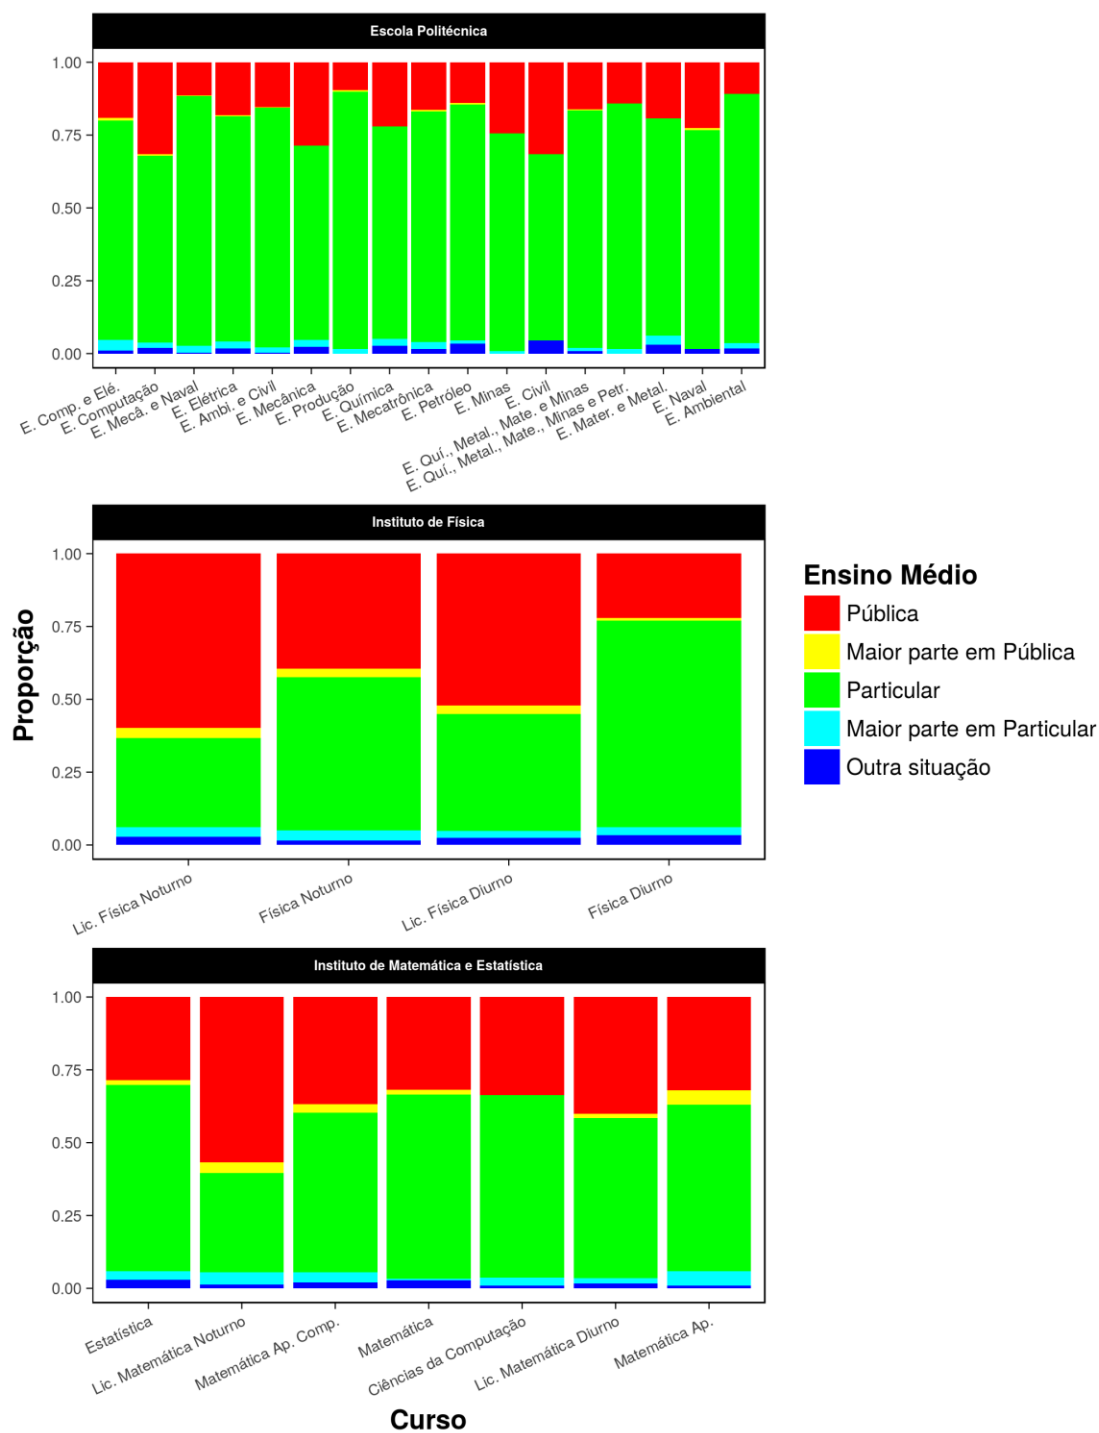 Escola Politécnica
1.00
0.75
0.50
0.25
0.00
E. Comp. e Elé.
E. Computação
E. Mecâ. e Naval
E. Elétrica
E. Ambi. e Civil
E. Mecânica
E. Produção
E. Química
E. Mecatrônica
E. Petróleo
E. Minas
E. Civil
E. Quí., Metal., Mate. e Minas
E. Quí., Metal., Mate., Minas e Petr.
E. Mater. e Metal.
E. Naval
E. Ambiental
Instituto de Física
1.00
0.75
0.50
0.25
0.00
Lic. Física Noturno
Física Noturno
Lic. Física Diurno
Física Diurno
Proporção
Ensino Médio
Pública
Maior parte em Pública
Particular
Maior parte em Particular
Outra situação
Instituto de Matemática e Estatística
1.00
0.75
0.50
0.25
0.00
Estatística
Lic. Matemática Noturno
Matemática Ap. Comp.
Matemática
Ciências da Computação
Lic. Matemática Diurno
Matemática Ap.
Curso